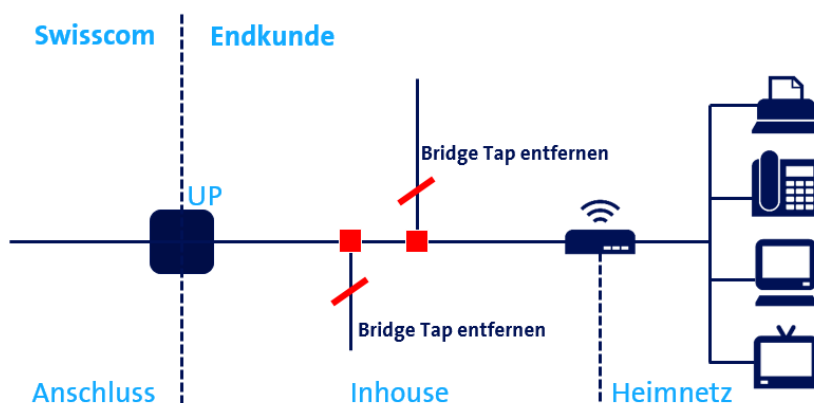 Swisscom
Endkunde
Bridge Tap entfernen
UP
Bridge Tap entfernen
Anschluss
Inhouse
Heimnetz